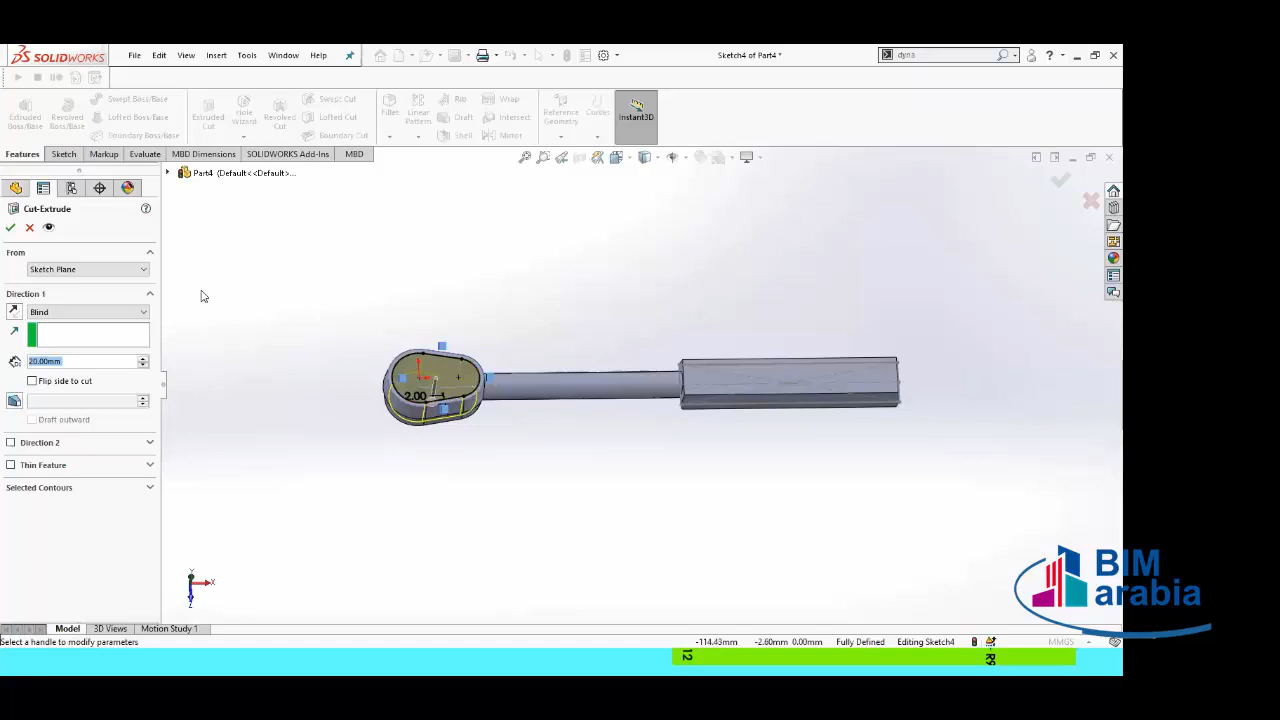 SOLIDWORKS File Edit View Insert Tools Window Help Sketch4 of Part4 * dyna
Extruded Boss/Base Revolved Boss/Base Swept Boss/Base Lofted Boss/Base Boundary Boss/Base Extruded Cut Hole Wizard Revolved Cut Swept Cut Lofted Cut Boundary Cut Fillet Linear Pattern Rib Draft Shell Wrap Intersect Mirror Reference Geometry Curves Instant3D
Features Sketch Markup Evaluate MBD Dimensions SOLIDWORKS Add-Ins MBD
Part4 (Default<<Default>...
Cut-Extrude
From
Sketch Plane
Direction 1
Blind
20.00mm
Flip side to cut
Draft outward
Direction 2
Thin Feature
Selected Contours
2.00
Y
X
Z
BIM
arabia
Model 3D Views Motion Study 1
Select a handle to modify parameters -114.43mm -2.60mm 0.00mm Fully Defined Editing Sketch4 MMGS
12 R9